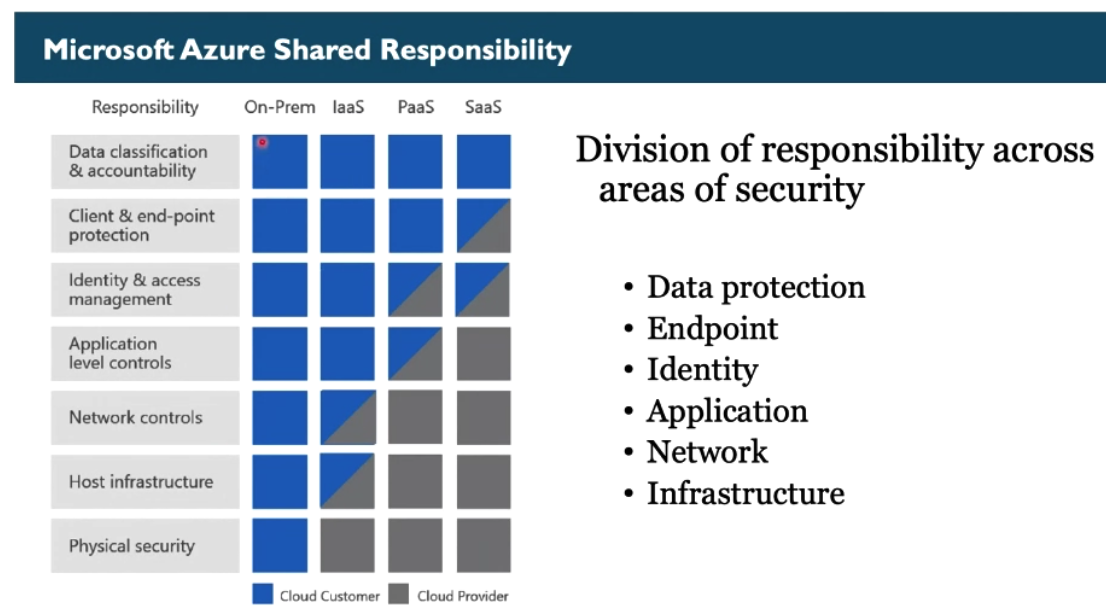 Microsoft Azure Shared Responsibility
Responsibility On-Prem IaaS PaaS SaaS
Data classification
& accountability
Client & end-point
protection
Identity & access
management
Application
level controls
Network controls
Host infrastructure
Physical security
Cloud Customer Cloud Provider
Division of responsibility across
areas of security
• Data protection
• Endpoint
• Identity
• Application
• Network
• Infrastructure